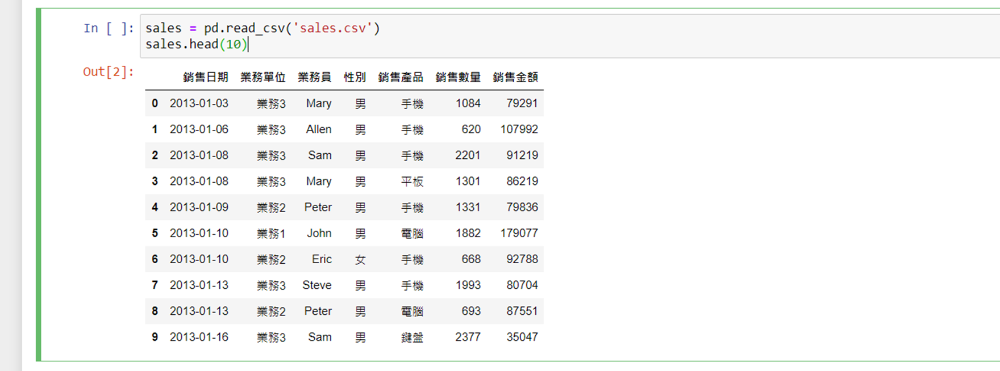 In [ ]: sales = pd.read_csv('sales.csv')
sales.head(10)
Out[2]:
銷售日期 業務單位 業務員 性別 銷售產品 銷售數量 銷售金額
0 2013-01-03 業務3 Mary 男 手機 1084 79291
1 2013-01-06 業務3 Allen 男 手機 620 107992
2 2013-01-08 業務3 Sam 男 手機 2201 91219
3 2013-01-08 業務3 Mary 男 平板 1301 86219
4 2013-01-09 業務2 Peter 男 手機 1331 79836
5 2013-01-10 業務1 John 男 電腦 1882 179077
6 2013-01-10 業務2 Eric 女 手機 668 92788
7 2013-01-13 業務3 Steve 男 手機 1993 80704
8 2013-01-13 業務2 Peter 男 電腦 693 87551
9 2013-01-16 業務3 Sam 男 鍵盤 2377 35047